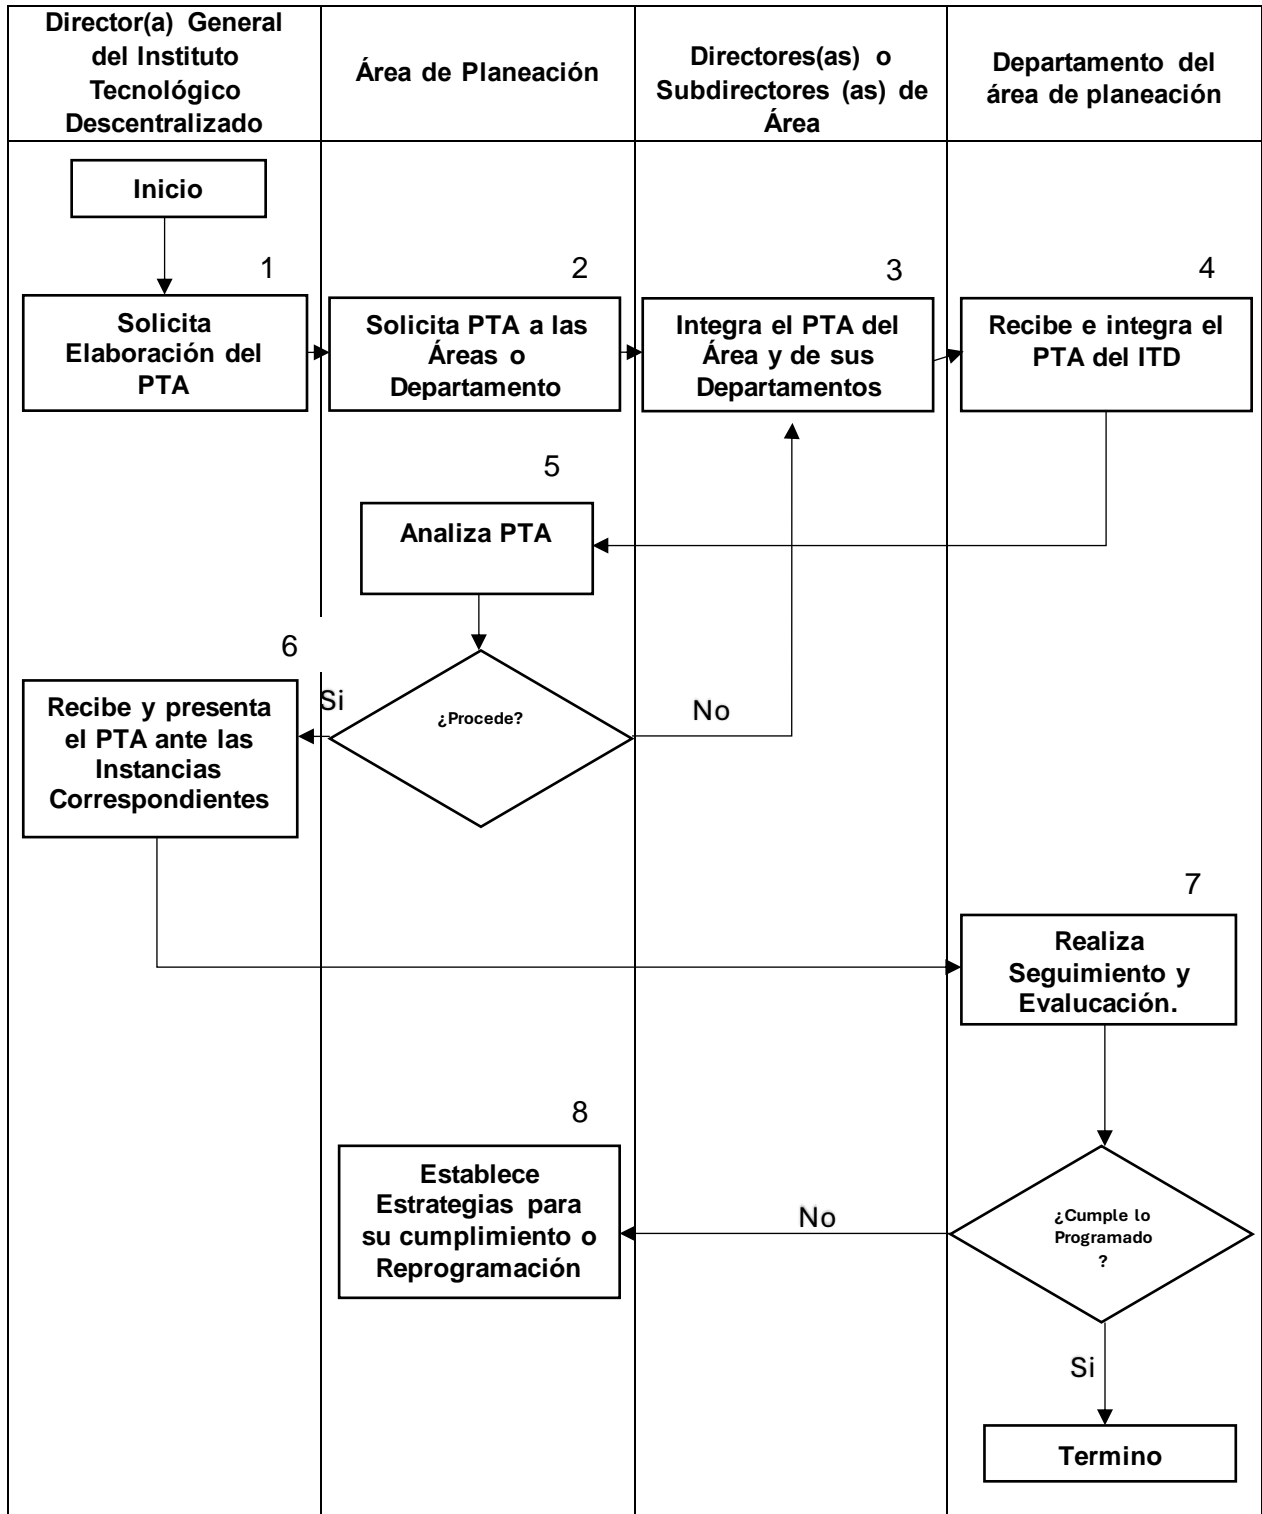 Director(a) General
del Instituto
Tecnológico
Descentralizado
Área de Planeación
Directores(as) o
Subdirectores (as) de
Área
Departamento del
área de planeación
Inicio
1
Solicita
Elaboración del
PTA
2
Solicita PTA a las
Áreas o
Departamento
3
Integra el PTA del
Área y de sus
Departamentos
4
Recibe e integra el
PTA del ITD
5
Analiza PTA
¿Procede?
Si
No
6
Recibe y presenta
el PTA ante las
Instancias
Correspondientes
7
Realiza
Seguimiento y
Evalucación.
¿Cumple lo
Programado
?
No
8
Establece
Estrategias para
su cumplimiento o
Reprogramación
Si
Termino